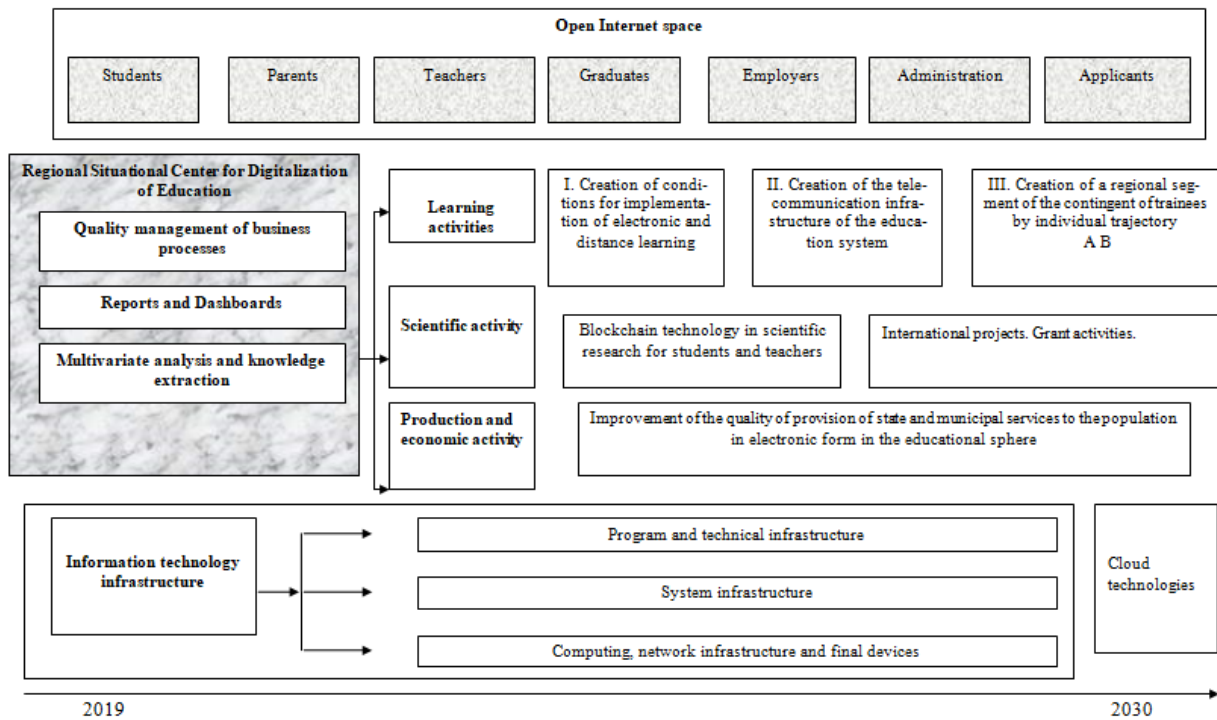 Open Internet space
Students
Parents
Teachers
Graduates
Employers
Administration
Applicants
Regional Situational Center for Digitalization
of Education
Quality management of business
processes
Reports and Dashboards
Multivariate analysis and knowledge
extraction
Learning
activities
I. Creation of condi-
tions for implementa-
tion of electronic and
distance learning
II. Creation of the tele-
communication infra-
structure of the educa-
tion system
III. Creation of a regional seg-
ment of the contingent of trainees
by individual trajectory
A B
Scientific activity
Blockchain technology in scientific
research for students and teachers
International projects. Grant activities.
Production and
economic activity
Improvement of the quality of provision of state and municipal services to the population
in electronic form in the educational sphere
Information technology
infrastructure
Program and technical infrastructure
System infrastructure
Computing, network infrastructure and final devices
Cloud
technologies
2019
2030